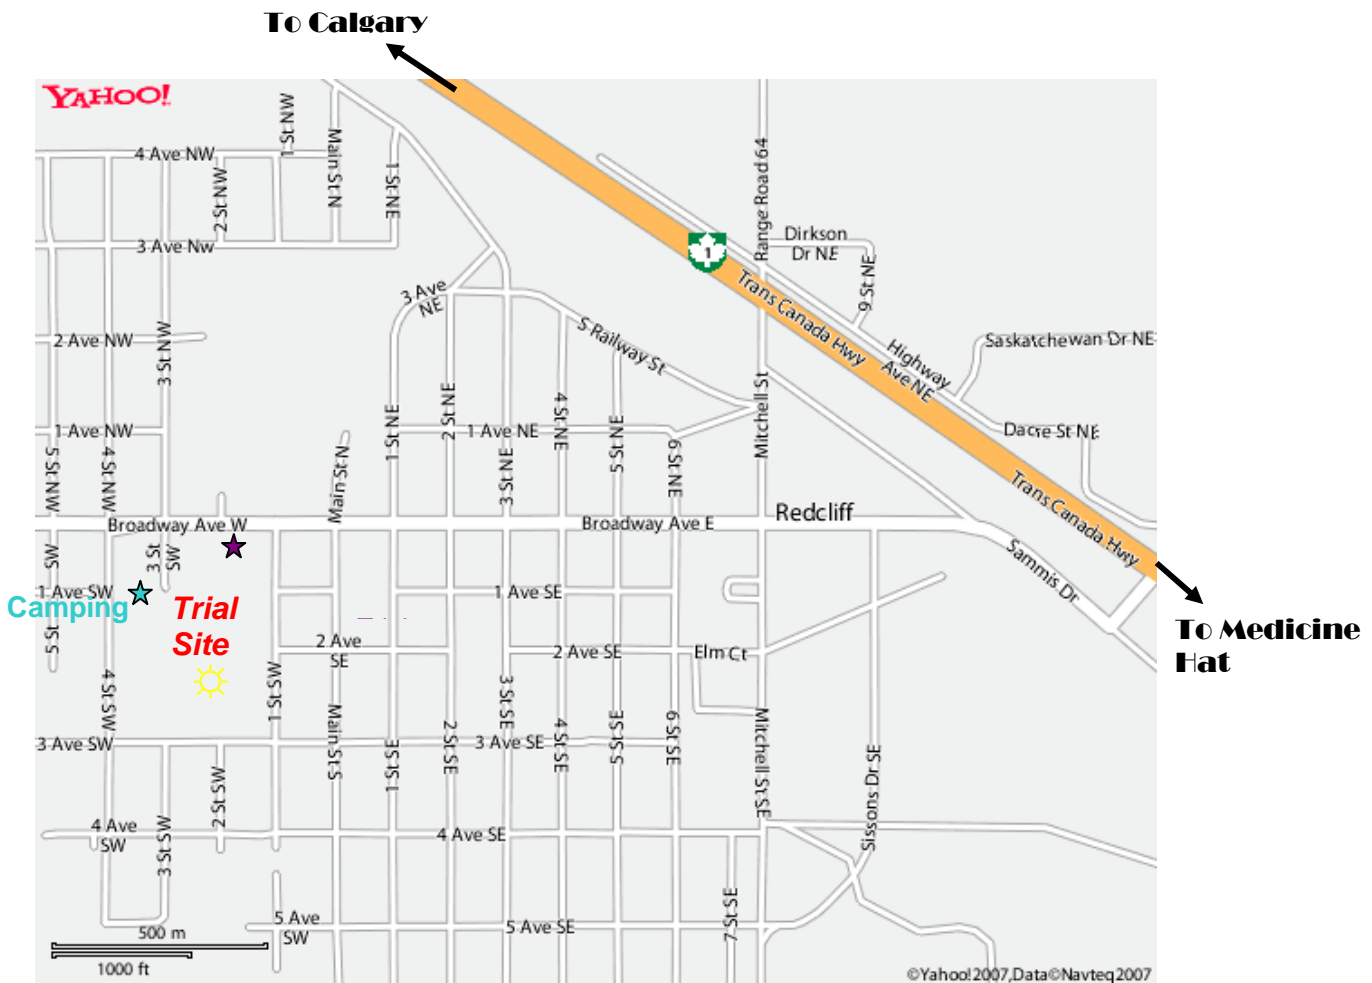 To Calgary
YAHOO!
1 St NW
Main St N
1 St NE
Range Road 64
4 Ave NW
2 St NW
3 Ave Nw
Dirkson
Dr NE
9 St NE
1
Trans Canada Hwy
3 Ave
NE
S Railway St
2 Ave NW
3 St NW
Highway
Ave NE
Saskatchewan Dr NE
1 Ave NW
1 St NE
2 St NE
1 Ave NE
3 St NE
4 St NE
5 St NE
6 St NE
Mitchell St
Dacre St NE
5 St NW
4 St NW
Main St N
Trans Canada Hwy
Broadway Ave W
Broadway Ave E
Redcliff
Sammis Dr
SW
3 St
SW
1 Ave SW
1 Ave SE
Camping
Trial
Site
To Medicine
Hat
5 St
2 Ave
SE
2 Ave SE
Elm Ct
4 St SW
1 St SW
3 St SE
Main St S
1 St SE
2 St SE
4 St SE
5 St SE
6 St SE
Mitchell St SE
3 Ave SW
3 Ave SE
2 St SW
Sissons Dr SE
4 Ave
SW
3 St SW
4 Ave SE
7 St SE
5 Ave
SW
5 Ave SE
500 m
1000 ft
©Yahoo!2007,Data©Navteq2007